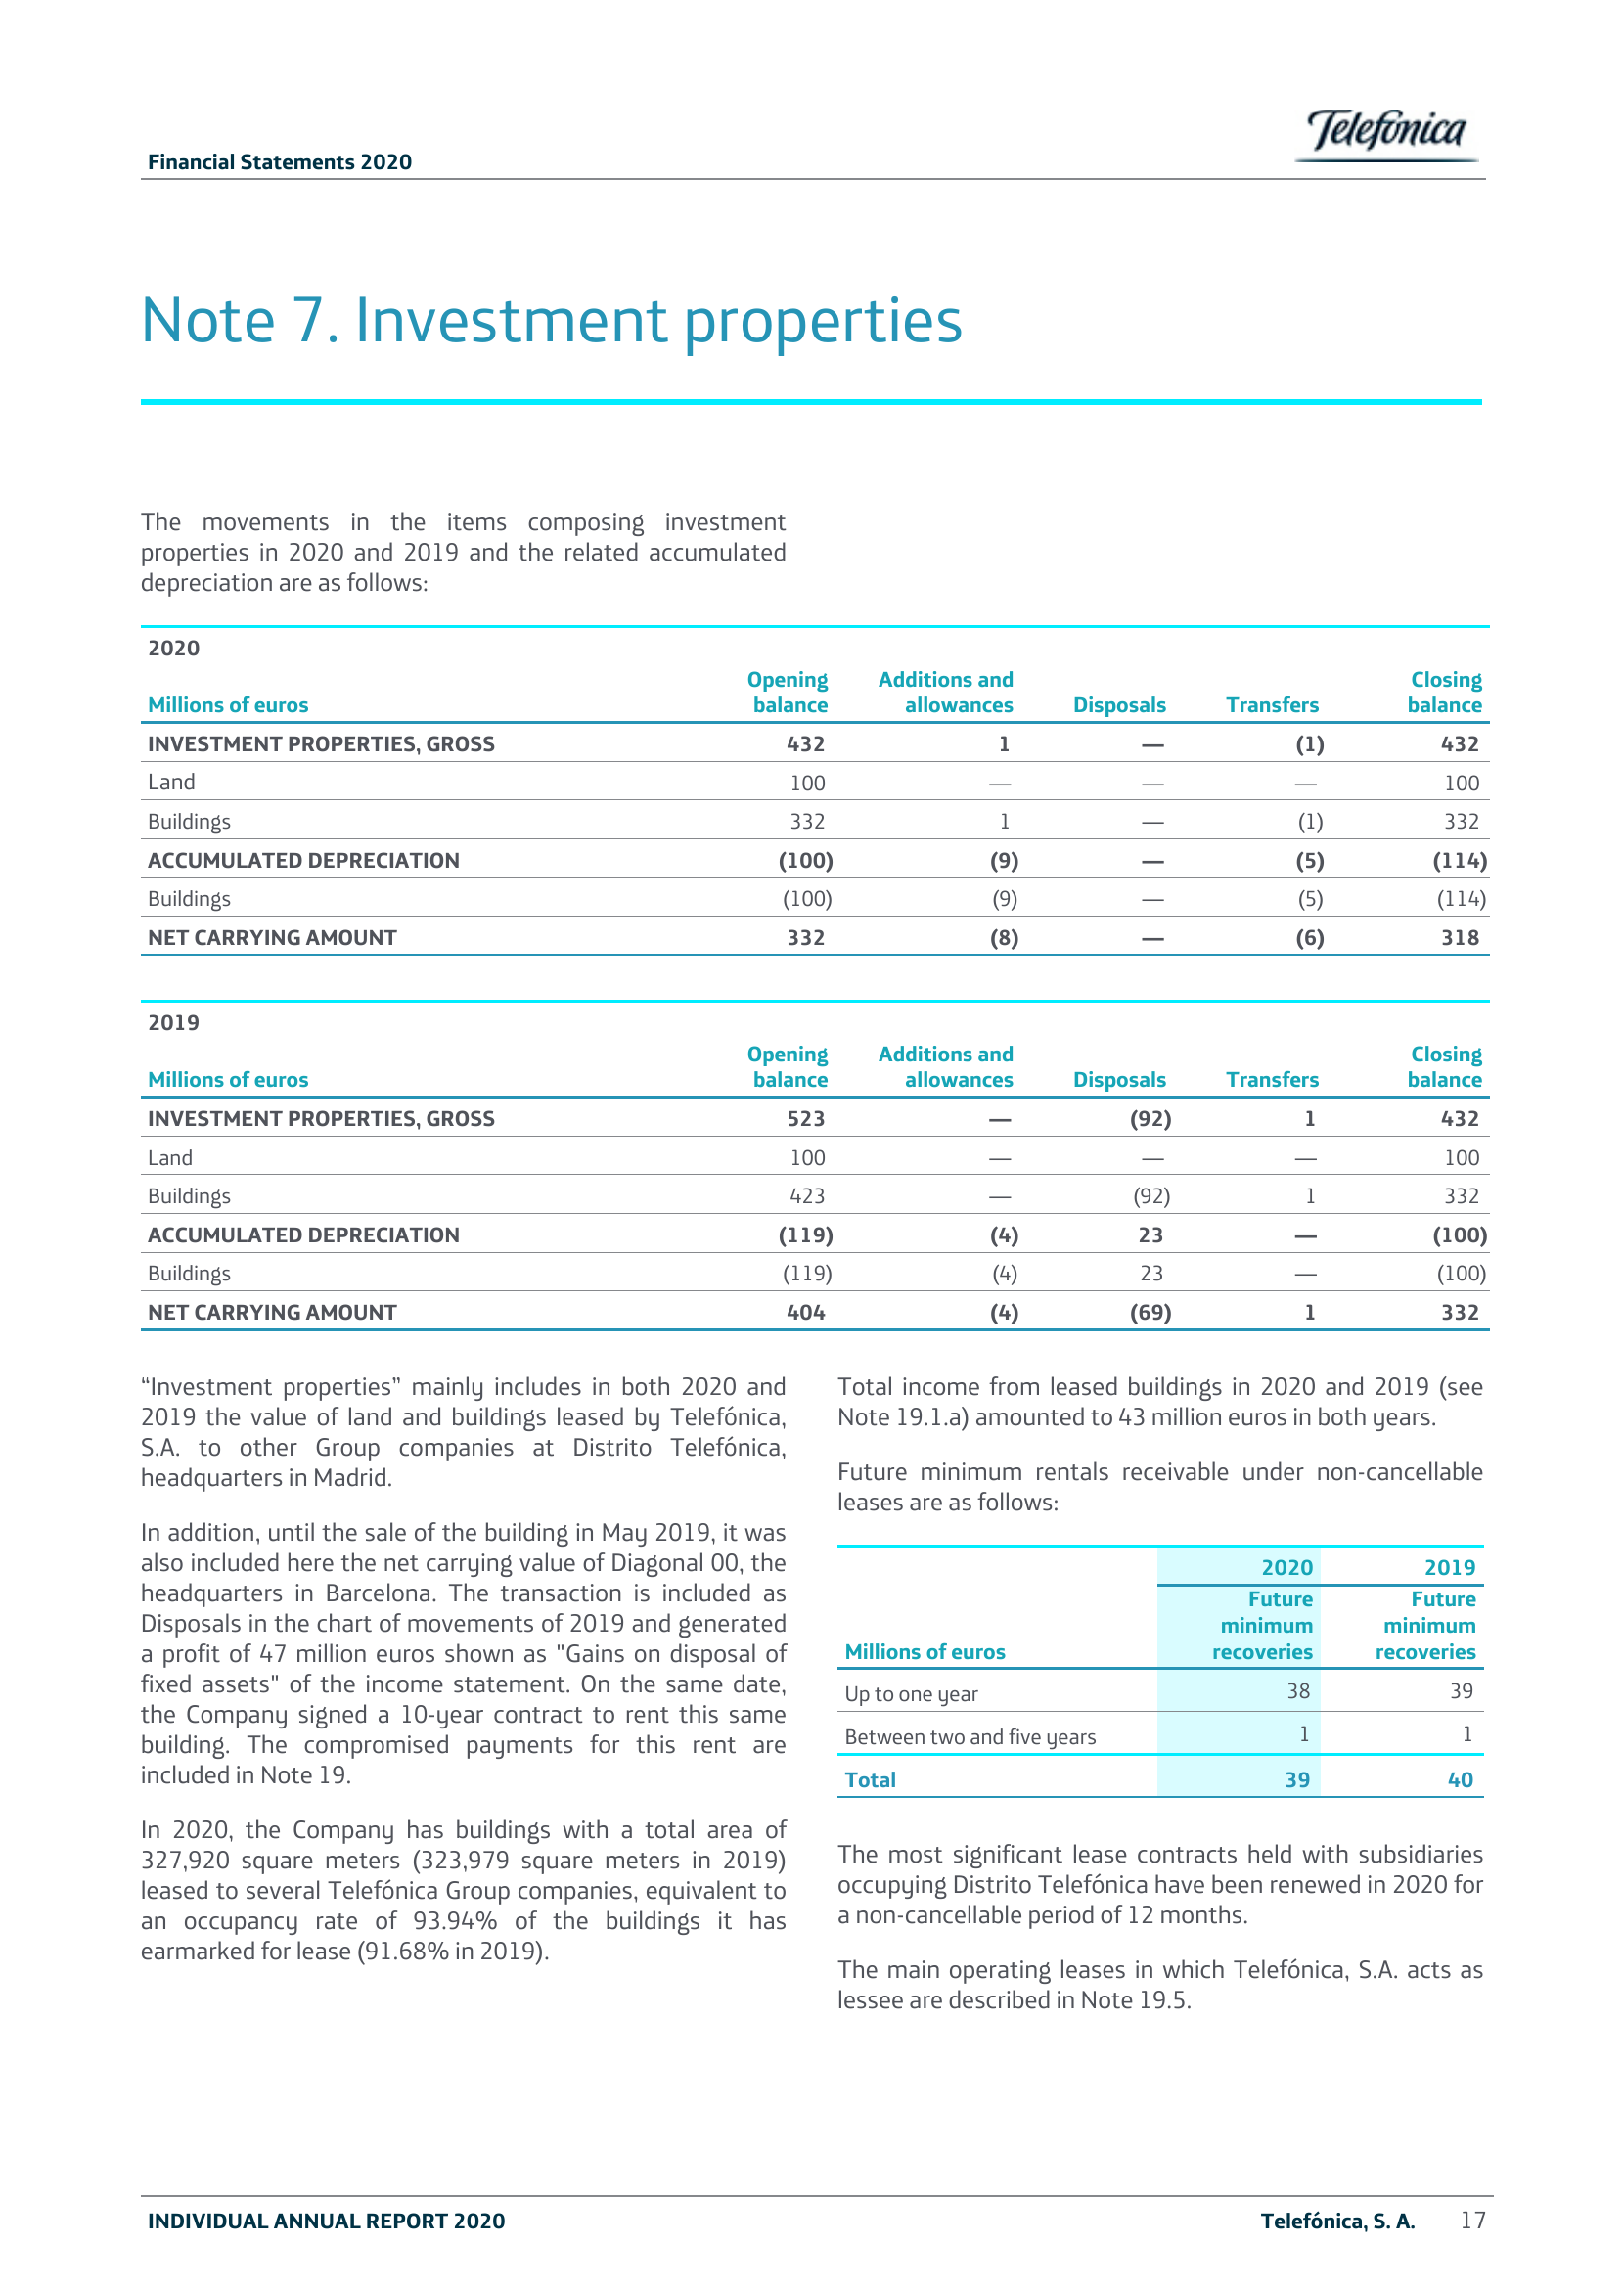 Telefónica
Financial Statements 2020
Note 7. Investment properties
The movements in the items composing investment
properties in 2020 and 2019 and the related accumulated
depreciation are as follows:
2020
Millions of euros Opening balance Additions and allowances Disposals Transfers Closing balance
INVESTMENT PROPERTIES, GROSS 432 1 — (1) 432
Land 100 — — — 100
Buildings 332 1 — (1) 332
ACCUMULATED DEPRECIATION (100) (9) — (5) (114)
Buildings (100) (9) — (5) (114)
NET CARRYING AMOUNT 332 (8) — (6) 318
2019
Millions of euros Opening balance Additions and allowances Disposals Transfers Closing balance
INVESTMENT PROPERTIES, GROSS 523 — (92) 1 432
Land 100 — — — 100
Buildings 423 — (92) 1 332
ACCUMULATED DEPRECIATION (119) (4) 23 — (100)
Buildings (119) (4) 23 — (100)
NET CARRYING AMOUNT 404 (4) (69) 1 332
“Investment properties” mainly includes in both 2020 and
2019 the value of land and buildings leased by Telefónica,
S.A. to other Group companies at Distrito Telefónica,
headquarters in Madrid.
In addition, until the sale of the building in May 2019, it was
also included here the net carrying value of Diagonal 00, the
headquarters in Barcelona. The transaction is included as
Disposals in the chart of movements of 2019 and generated
a profit of 47 million euros shown as "Gains on disposal of
fixed assets" of the income statement. On the same date,
the Company signed a 10-year contract to rent this same
building. The compromised payments for this rent are
included in Note 19.
In 2020, the Company has buildings with a total area of
327,920 square meters (323,979 square meters in 2019)
leased to several Telefónica Group companies, equivalent to
an occupancy rate of 93.94% of the buildings it has
earmarked for lease (91.68% in 2019).
Total income from leased buildings in 2020 and 2019 (see
Note 19.1.a) amounted to 43 million euros in both years.
Future minimum rentals receivable under non-cancellable
leases are as follows:
2020 2019
Millions of euros Future minimum recoveries Future minimum recoveries
Up to one year 38 39
Between two and five years 1 1
Total 39 40
The most significant lease contracts held with subsidiaries
occupying Distrito Telefónica have been renewed in 2020 for
a non-cancellable period of 12 months.
The main operating leases in which Telefónica, S.A. acts as
lessee are described in Note 19.5.
INDIVIDUAL ANNUAL REPORT 2020 Telefónica, S. A. 17